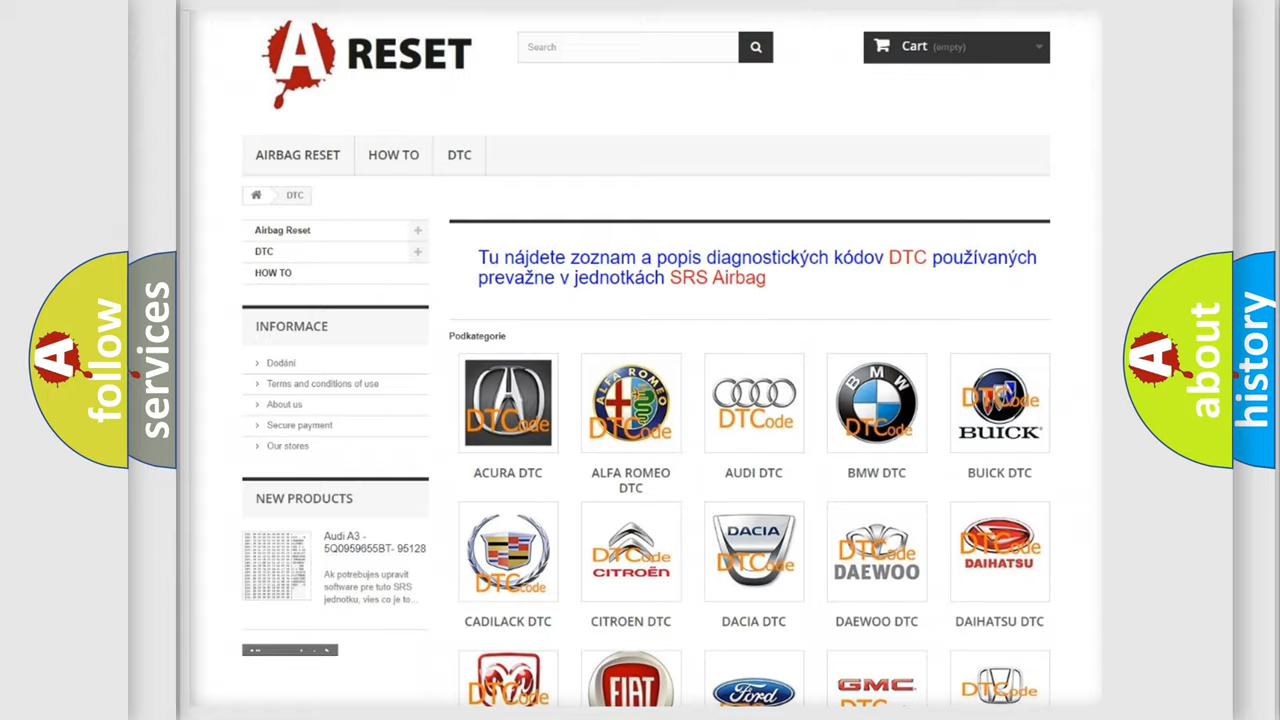 A RESET
Search
Cart (empty)
AIRBAG RESET
HOW TO
DTC
DTC
Airbag Reset
DTC
HOW TO
INFORMACE
Dodání
Terms and conditions of use
About us
Secure payment
Our stores
NEW PRODUCTS
Audi A3 -
5Q0959655BT- 95128
Ak potrebujes upravit
software pre tuto SRS
jednotku, vies co je to...
Tu nájdete zoznam a popis diagnostických kódov DTC používaných
prevažne v jednotkách SRS Airbag
Podkategorie
DTCode
ALFA ROMEO
DTCode
DTCode
BMW
DTCode
DTCode
BUICK
ACURA DTC
ALFA ROMEO
DTC
AUDI DTC
BMW DTC
BUICK DTC
DTCode
DTCode
CITROËN
DACIA
DTCode
DTCode
DAEWOO
DTCode
DAIHATSU
CADILACK DTC
CITROEN DTC
DACIA DTC
DAEWOO DTC
DAIHATSU DTC
DTCode
FIAT
Ford
GMC
DTCode
A follow
services
A about
history